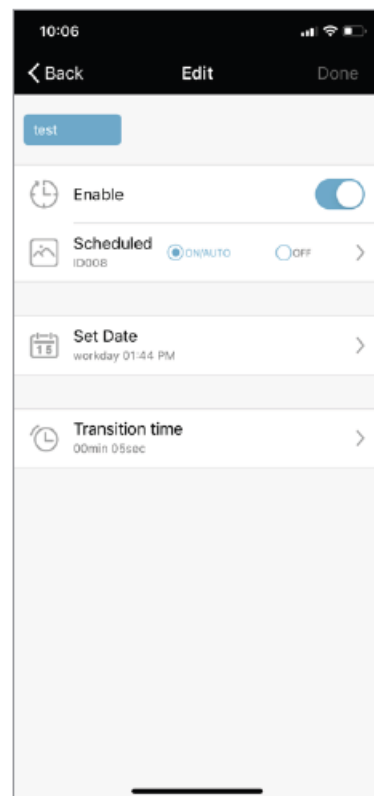 10:06
Back Edit Done
test
Enable
Scheduled ON/AUTO OFF
ID008
15
Set Date
workday 01:44 PM
Transition time
00min 05sec